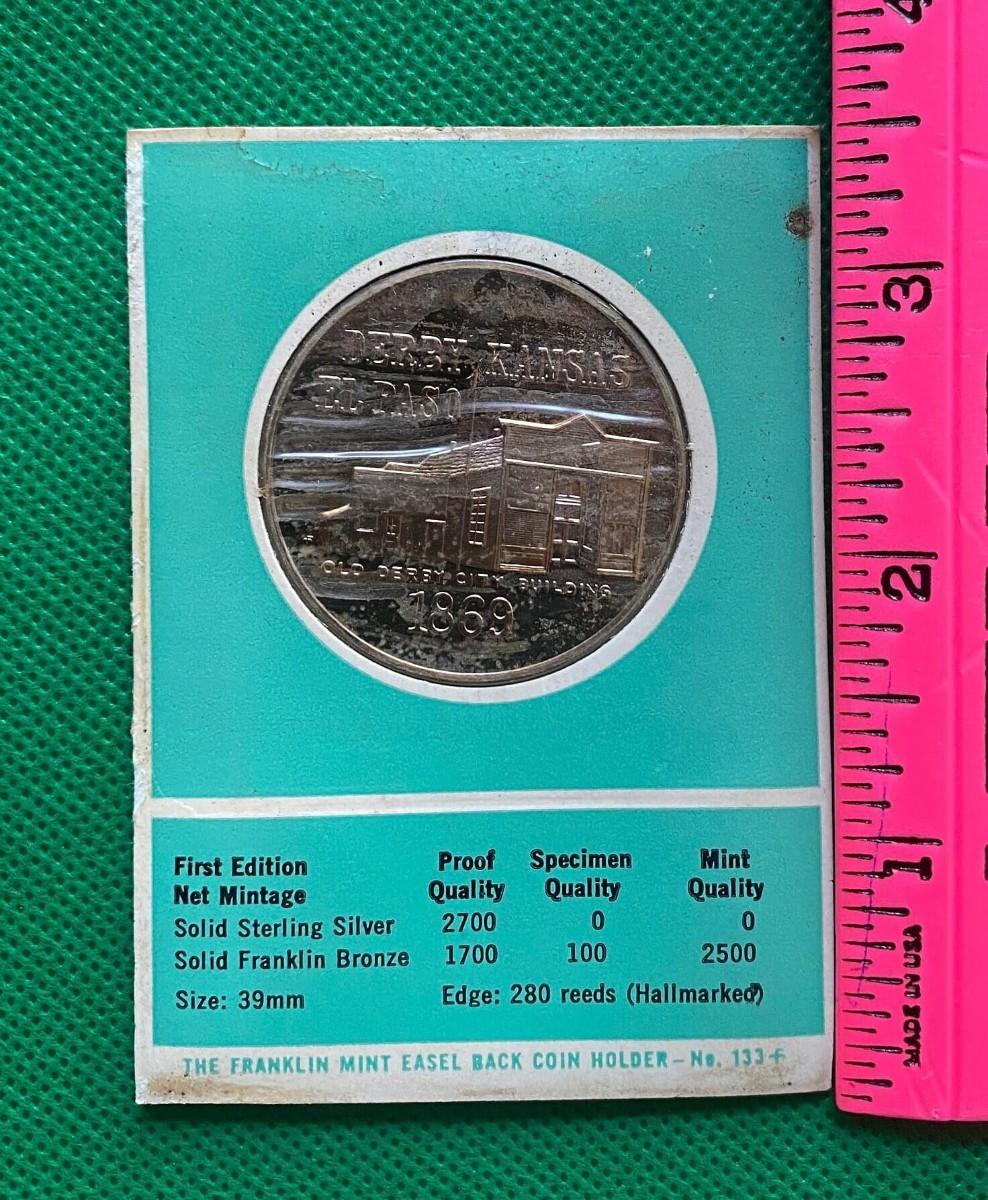 DERBY KANSAS
EL PASO
OLD DERBY CITY BUILDING
1869
First Edition Proof Specimen Mint
Net Mintage Quality Quality Quality
Solid Sterling Silver 2700 0 0
Solid Franklin Bronze 1700 100 2500
Size: 39mm Edge: 280 reeds (Hallmarked)
THE FRANKLIN MINT EASEL BACK COIN HOLDER — No. 133-F
4
3
2
1
MADE IN USA